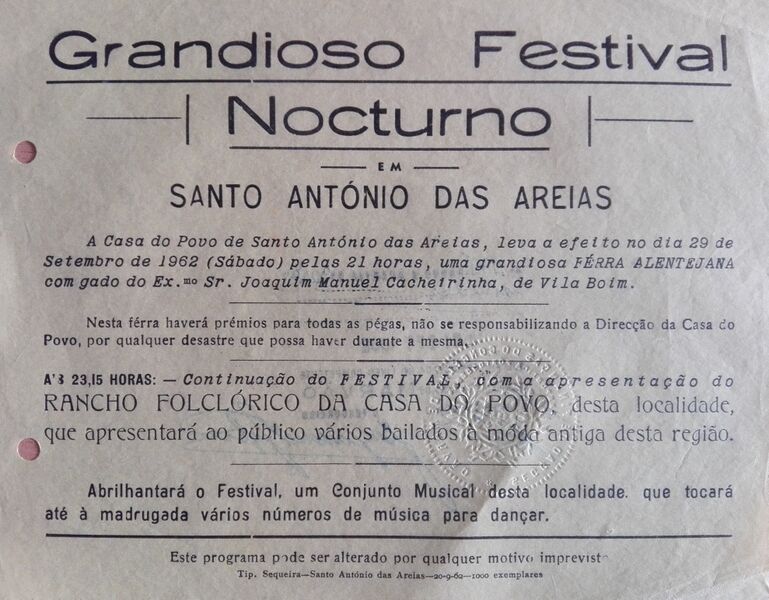 Grandioso Festival
Nocturno
EM
SANTO ANTÓNIO DAS AREIAS
A Casa do Povo de Santo António das Areias, leva a efeito no dia 29 de
Setembro de 1962 (Sábado) pelas 21 horas, uma grandiosa FÉRRA ALENTEJANA
com gado do Ex.mo Sr. Joaquim Manuel Cacheirinha, de Vila Boim.
Nesta férra haverá prémios para todas as pégas, não se responsabilizando a Direcção da Casa do
Povo, por qualquer desastre que possa haver durante a mesma.
A'S 23,15 HORAS: — Continuação do FESTIVAL, com a apresentação do
RANCHO FOLCLÓRICO DA CASA DO POVO, desta localidade,
que apresentará ao público vários bailados à móda antiga desta região.
Abrilhantará o Festival, um Conjunto Musical desta localidade. que tocará
até à madrugada vários números de música para dançar.
Este programa pode ser alterado por qualquer motivo imprevisto
Tip. Sequeira—Santo António das Areias—20-9-62—1000 exemplares